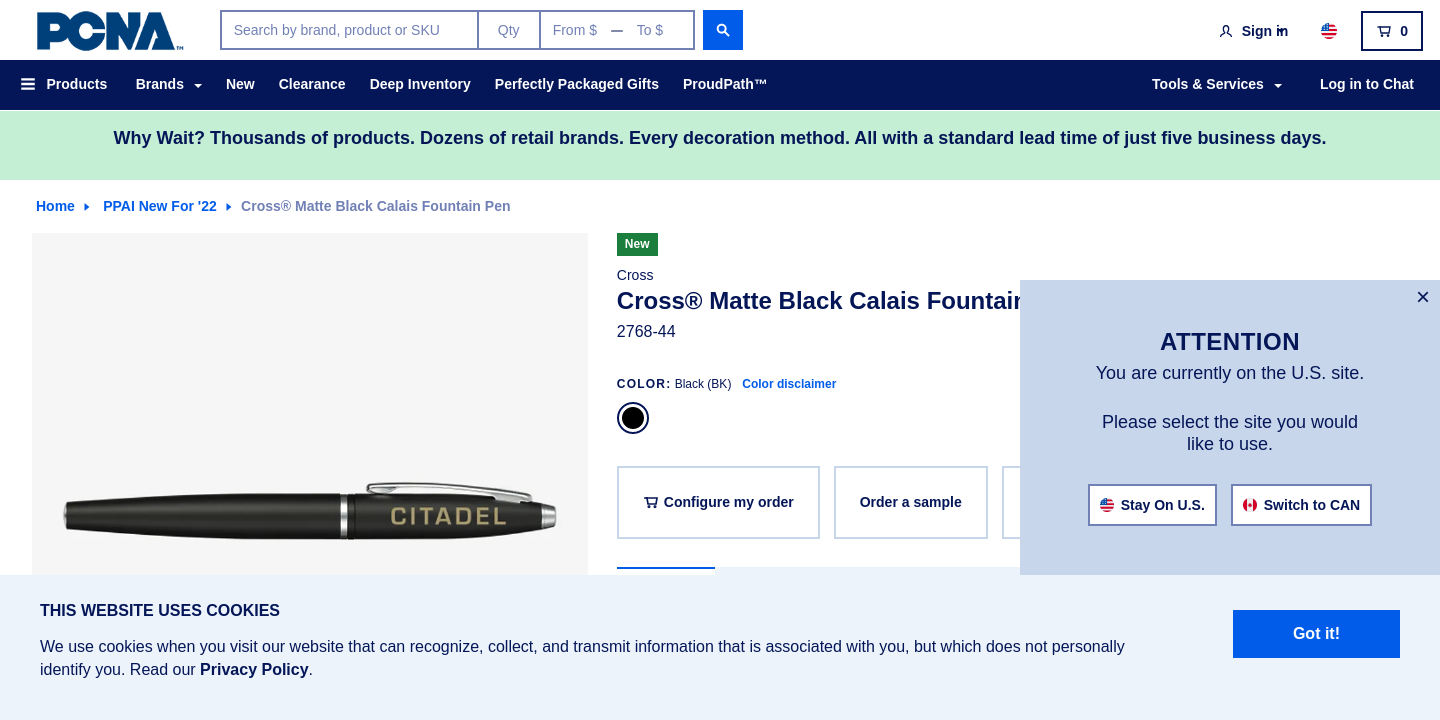 PCNA™
Search by brand, product or SKU
Qty
From $ — To $
Sign in
0
Products
Brands
New
Clearance
Deep Inventory
Perfectly Packaged Gifts
ProudPath™
Tools & Services
Log in to Chat
Why Wait? Thousands of products. Dozens of retail brands. Every decoration method. All with a standard lead time of just five business days.
Home
PPAI New For '22
Cross® Matte Black Calais Fountain Pen
New
Cross
Cross® Matte Black Calais Fountain
2768-44
COLOR: Black (BK) Color disclaimer
Configure my order
Order a sample
CITADEL
×
ATTENTION
You are currently on the U.S. site.
Please select the site you would
like to use.
Stay On U.S.
Switch to CAN
THIS WEBSITE USES COOKIES
We use cookies when you visit our website that can recognize, collect, and transmit information that is associated with you, but which does not personally
identify you. Read our Privacy Policy.
Got it!